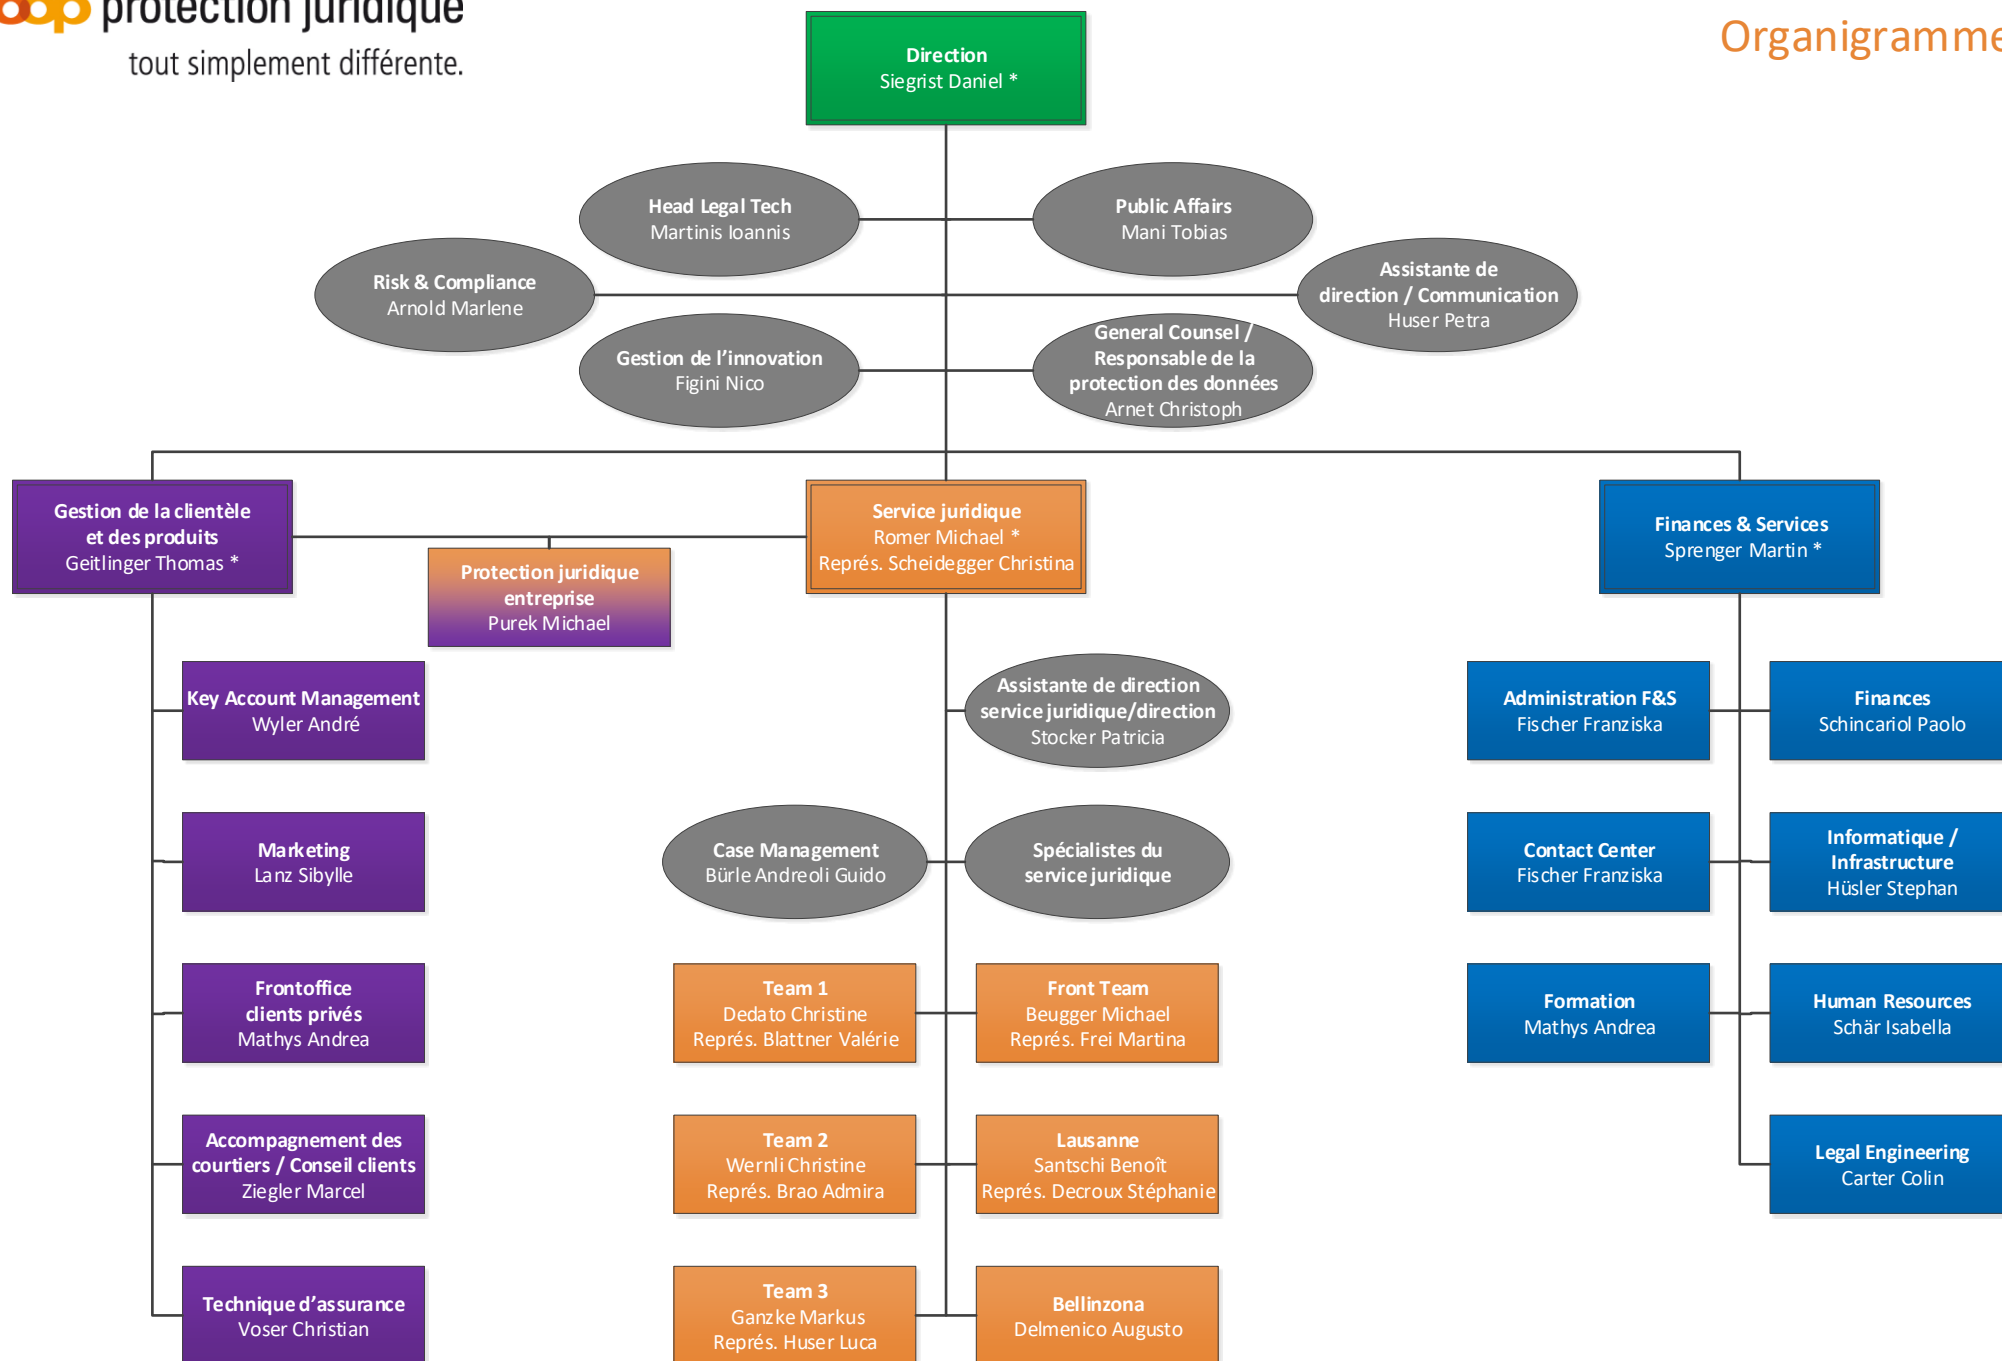 coop protection juridique
tout simplement différente.
Organigramme
Direction
Siegrist Daniel *
Head Legal Tech
Martinis Ioannis
Public Affairs
Mani Tobias
Risk & Compliance
Arnold Marlene
Assistante de
direction / Communication
Huser Petra
Gestion de l’innovation
Figini Nico
General Counsel /
Responsable de la
protection des données
Arnet Christoph
Gestion de la clientèle
et des produits
Geitlinger Thomas *
Service juridique
Romer Michael *
Représ. Scheidegger Christina
Finances & Services
Sprenger Martin *
Protection juridique
entreprise
Purek Michael
Key Account Management
Wyler André
Assistante de direction
service juridique/direction
Stocker Patricia
Administration F&S
Fischer Franziska
Finances
Schincariol Paolo
Marketing
Lanz Sibylle
Case Management
Bürle Andreoli Guido
Spécialistes du
service juridique
Contact Center
Fischer Franziska
Informatique /
Infrastructure
Hüsler Stephan
Frontoffice
clients privés
Mathys Andrea
Team 1
Dedato Christine
Représ. Blattner Valérie
Front Team
Beugger Michael
Représ. Frei Martina
Formation
Mathys Andrea
Human Resources
Schär Isabella
Accompagnement des
courtiers / Conseil clients
Ziegler Marcel
Team 2
Wernli Christine
Représ. Brao Admira
Lausanne
Santschi Benoît
Représ. Decroux Stéphanie
Legal Engineering
Carter Colin
Technique d’assurance
Voser Christian
Team 3
Ganzke Markus
Représ. Huser Luca
Bellinzona
Delmenico Augusto